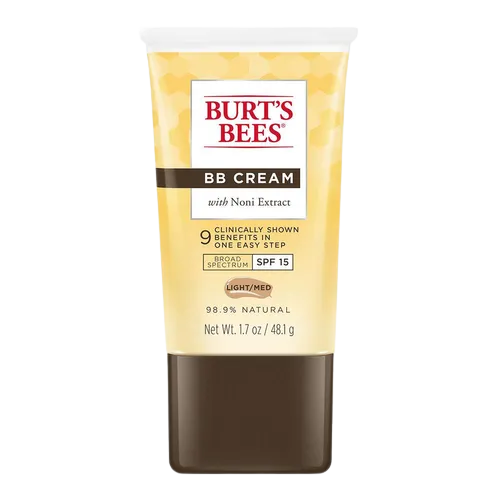 BURT'S
BEES®
BB CREAM
with Noni Extract
9 CLINICALLY SHOWN
BENEFITS IN
ONE EASY STEP
BROAD
SPECTRUM SPF 15
LIGHT/MED
98.9% NATURAL
Net Wt. 1.7 oz / 48.1 g